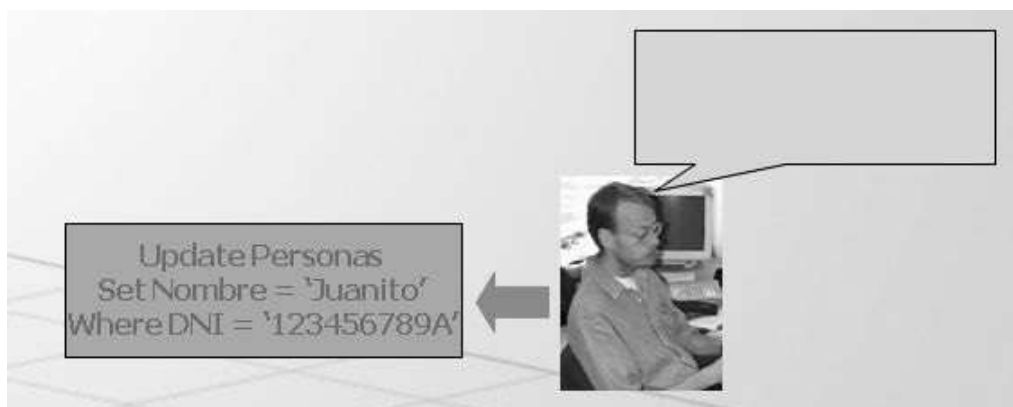 Update Personas
Set Nombre = ‘Juanito’
Where DNI = ‘123456789A’